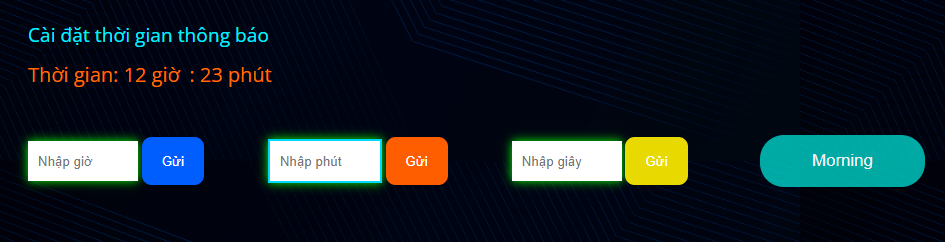 Cài đặt thời gian thông báo
Thời gian: 12 giờ : 23 phút
Nhập giờ Gửi Nhập phút Gửi Nhập giây Gửi Morning